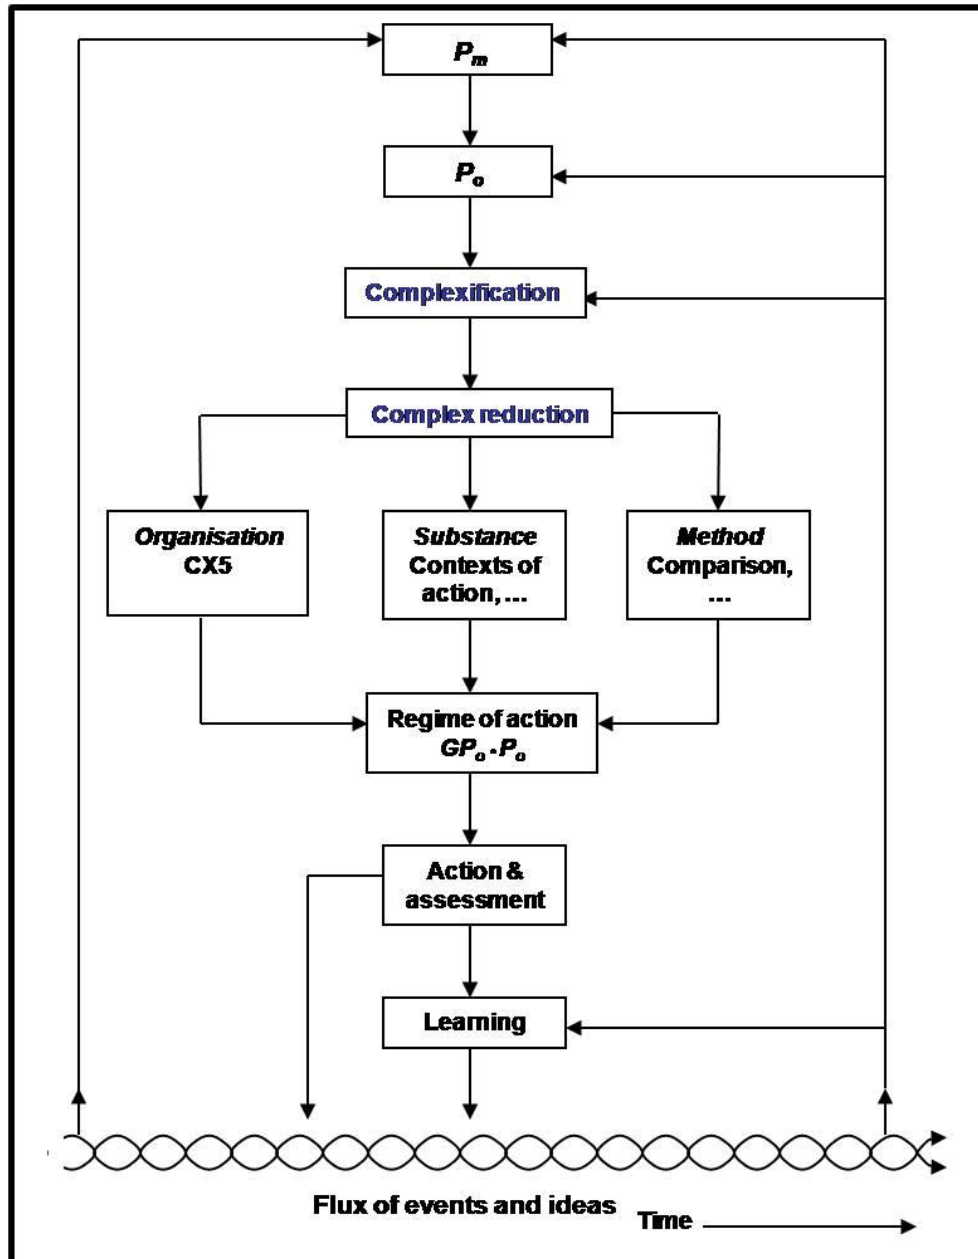 Pm
Po
Complexification
Complex reduction
Organisation
CX5
Substance
Contexts of
action, ...
Method
Comparison,
...
Regime of action
GPo - Po
Action &
assessment
Learning
Flux of events and ideas
Time